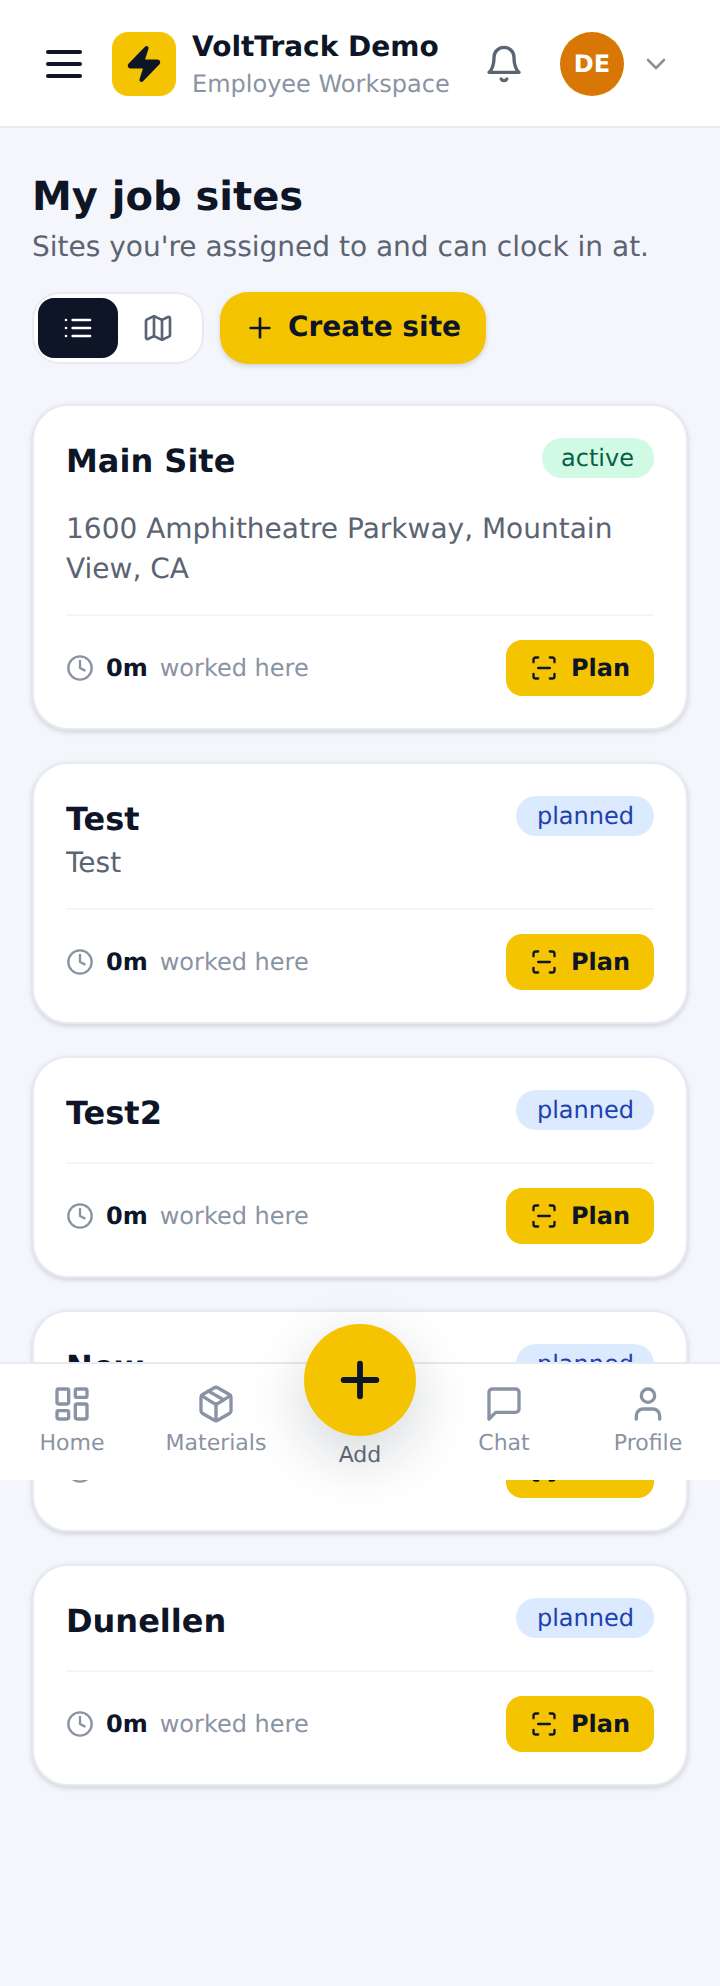 VoltTrack Demo
Employee Workspace
DE
My job sites
Sites you're assigned to and can clock in at.
Create site
Main Site
active
1600 Amphitheatre Parkway, Mountain
View, CA
0m worked here
Plan
Test
planned
Test
0m worked here
Plan
Test2
planned
0m worked here
Plan
planned
Home
Materials
Add
Chat
Profile
Dunellen
planned
0m worked here
Plan